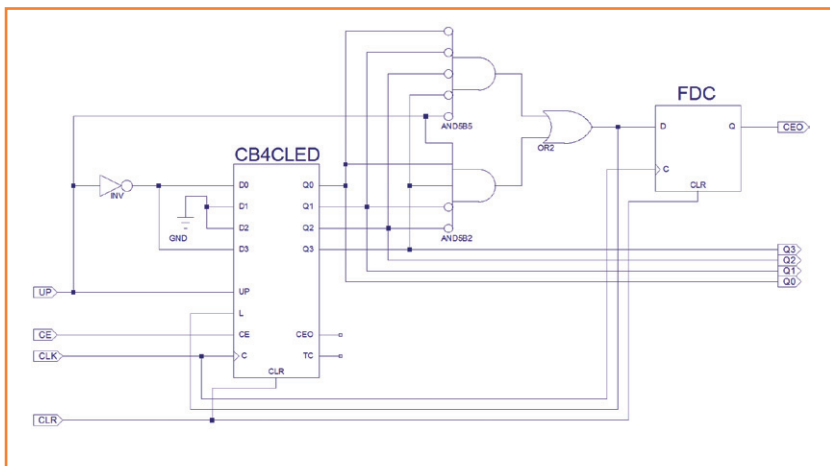 FDC
D
Q
CEO
C
CLR
AND5B5
OR2
CB4CLED
INV
D0
Q0
D1
Q1
D2
Q2
GND
AND5B2
D3
Q3
Q3
Q2
Q1
Q0
UP
UP
L
CE
CE
CEO
CLK
C
TC
CLR
CLR